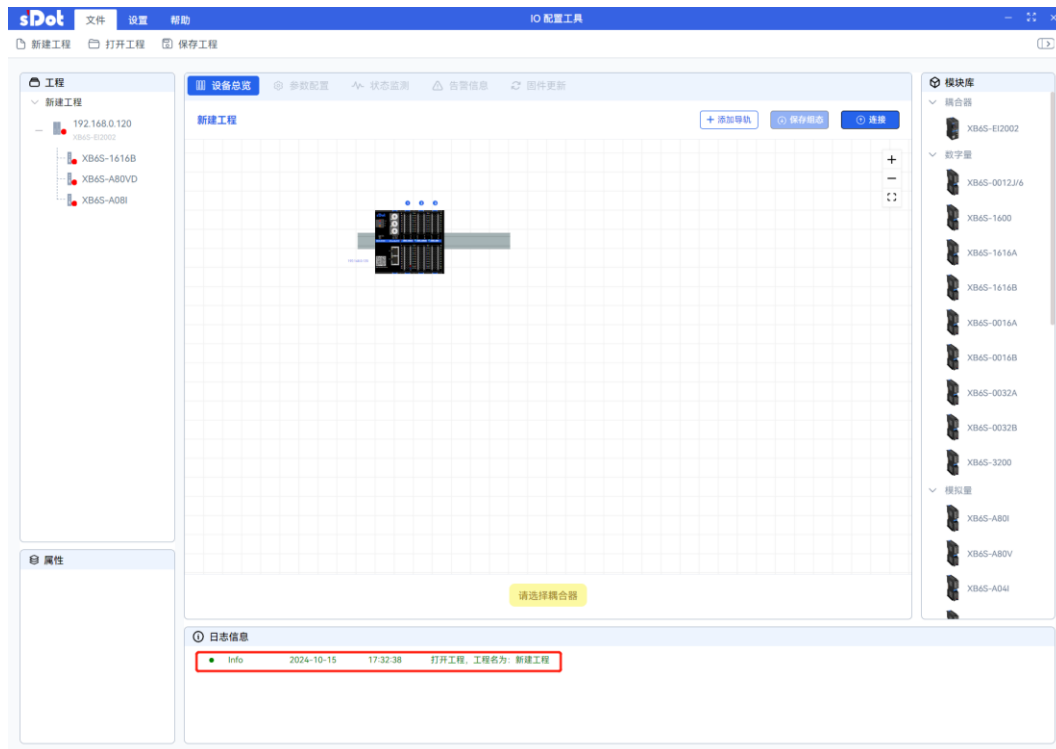 sDot 文件 设置 帮助 IO 配置工具
新建工程 打开工程 保存工程
工程
新建工程
192.168.0.120
XB6S-EI2002
XB6S-1616B
XB6S-A80VD
XB6S-A08I
属性
设备总览 参数配置 状态监测 告警信息 固件更新
新建工程 + 添加导轨 保存组态 连接
请选择耦合器
日志信息
Info 2024-10-15 17:32:38 打开工程，工程名为：新建工程
模块库
耦合器
XB6S-EI2002
数字量
XB6S-0012J/6
XB6S-1600
XB6S-1616A
XB6S-1616B
XB6S-0016A
XB6S-0016B
XB6S-0032A
XB6S-0032B
XB6S-3200
模拟量
XB6S-A80I
XB6S-A80V
XB6S-A04I